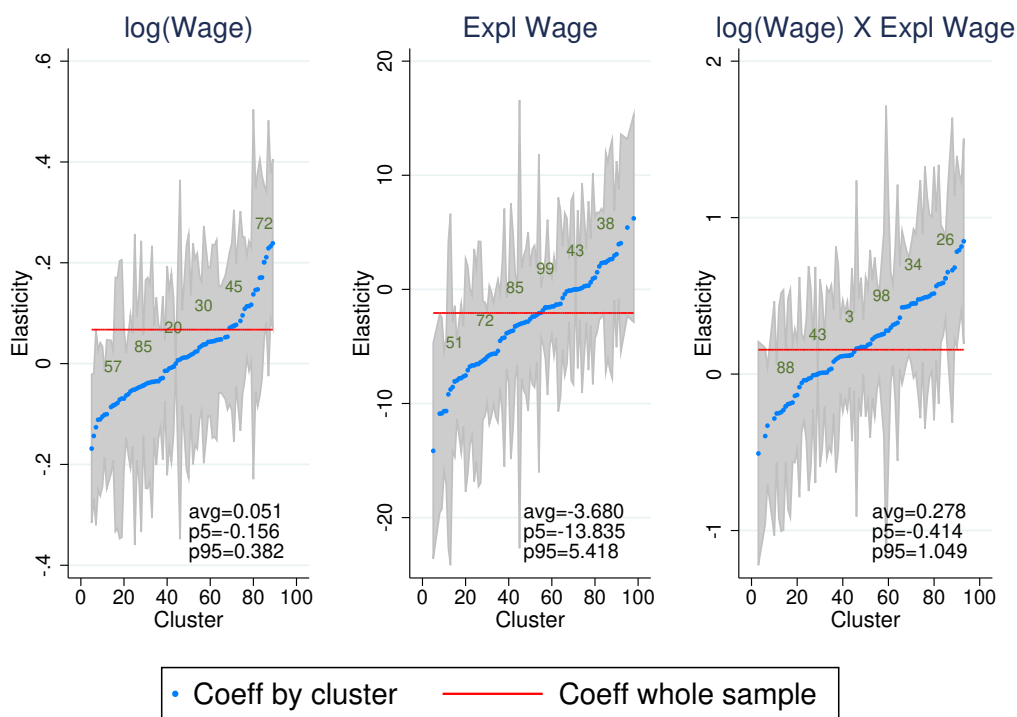 log(Wage)
Expl Wage
log(Wage) X Expl Wage
Elasticity
.6
.4
.2
0
-.2
-.4
57
85
20
30
45
72
avg=0.051
p5=-0.156
p95=0.382
0 20 40 60 80 100
Cluster
Elasticity
20
10
0
-10
-20
51
72
85
99
43
38
avg=-3.680
p5=-13.835
p95=5.418
0 20 40 60 80 100
Cluster
Elasticity
2
1
0
-1
88
43
3
98
34
26
avg=0.278
p5=-0.414
p95=1.049
0 20 40 60 80 100
Cluster
Coeff by cluster
Coeff whole sample